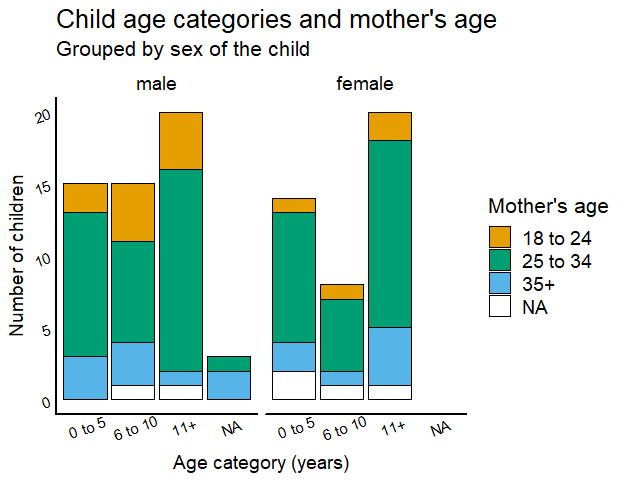 Child age categories and mother's age
Grouped by sex of the child
male
female
20
15
10
5
0
Number of children
0 to 5
6 to 10
11+
NA
0 to 5
6 to 10
11+
NA
Age category (years)
Mother's age
18 to 24
25 to 34
35+
NA